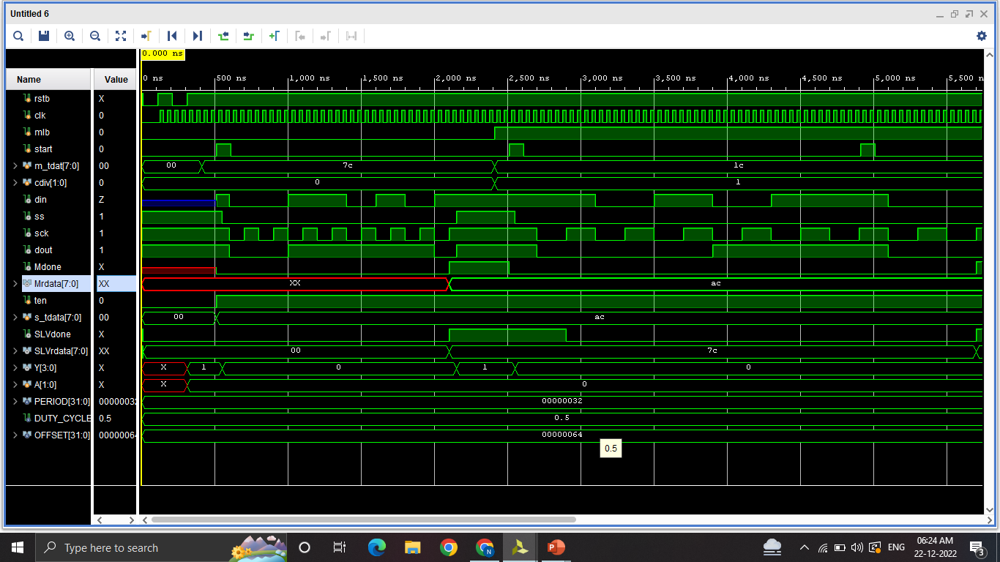 Untitled 6
0.000 ns
Name Value
0 ns 500 ns 1,000 ns 1,500 ns 2,000 ns 2,500 ns 3,000 ns 3,500 ns 4,000 ns 4,500 ns 5,000 ns 5,500 n
rstb X
clk 0
mlb 0
start 0
m_tdat[7:0] 00 00 7c 1c
cdiv[1:0] 0 0 1
din Z
ss 1
sck 1
dout 1
Mdone X
Mrdata[7:0] XX XX ac
ten 0
s_tdata[7:0] 00 00 ac
SLVdone X
SLVrdata[7:0] XX 00 7c
Y[3:0] X X 1 0 1 0
A[1:0] X X 0
PERIOD[31:0] 00000032 00000032
DUTY_CYCLE 0.5 0.5
OFFSET[31:0] 00000064 00000064
0.5
Type here to search
N
P
ENG
06:24 AM
22-12-2022
3